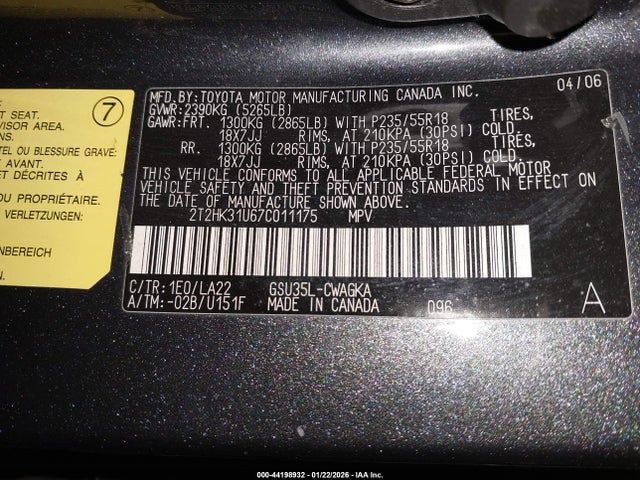 7
SEAT.
VISOR AREA.
TEL OU BLESSURE GRAVE:
AVANT.
ET DÉCRITES À
DU PROPRIÉTAIRE.
VERLETZUNGEN:
NBEREICH
MFD.BY:TOYOTA MOTOR MANUFACTURING CANADA INC. 04/06
GVWR:2390KG (5265LB)
GAWR:FRT. 1300KG (2865LB) WITH P235/55R18 TIRES,
18X7JJ RIMS, AT 210KPA (30PSI) COLD.
RR. 1300KG (2865LB) WITH P235/55R18 TIRES,
18X7JJ RIMS, AT 210KPA (30PSI) COLD.
THIS VEHICLE CONFORMS TO ALL APPLICABLE FEDERAL MOTOR
VEHICLE SAFETY AND THEFT PREVENTION STANDARDS IN EFFECT ON
THE DATE OF MANUFACTURE SHOWN ABOVE.
2T2HK31U67C011175 MPV
C/TR:1E0/LA22 GSU35L-CWAGKA
A/TM:-02B/U151F MADE IN CANADA 096 A
000-44198932 - 01/22/2026 - IAA Inc.